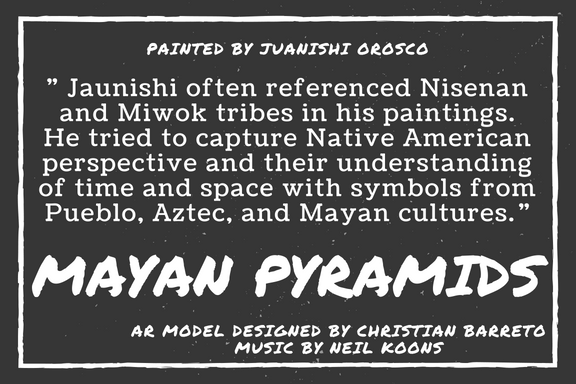 PAINTED BY JUANISHI OROSCO
" Jaunishi often referenced Nisenan
and Miwok tribes in his paintings.
He tried to capture Native American
perspective and their understanding
of time and space with symbols from
Pueblo, Aztec, and Mayan cultures."
MAYAN PYRAMIDS
AR MODEL DESIGNED BY CHRISTIAN BARRETO
MUSIC BY NEIL KOONS